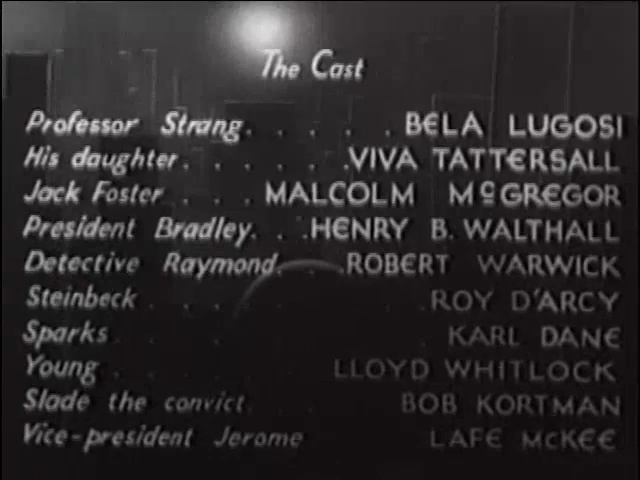 The Cast
Professor Strang. . . . . . BELA LUGOSI
His daughter. . . . . . .VIVA TATTERSALL
Jack Foster . . . MALCOLM McGREGOR
President Bradley. . .HENRY B. WALTHALL
Detective Raymond. . .ROBERT WARWICK
Steinbeck . . . . . . . .ROY D'ARCY
Sparks. . . . . . . . . KARL DANE
Young . . . . . . LLOYD WHITLOCK
Slade the convict. . . . BOB KORTMAN
Vice-president Jerome LAFE McKEE